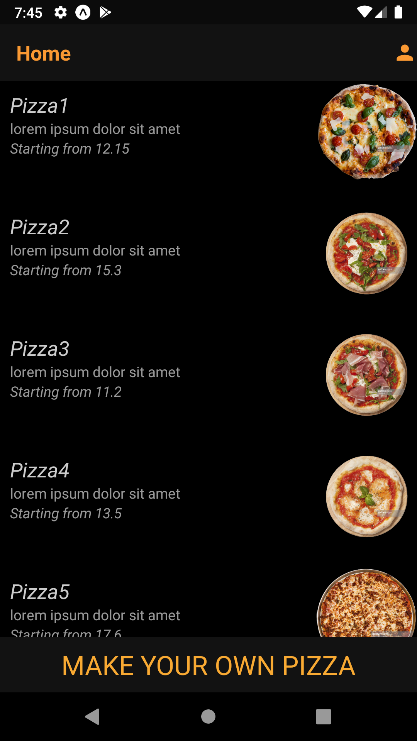 7:45
Home
Pizza1
lorem ipsum dolor sit amet
Starting from 12.15
Pizza2
lorem ipsum dolor sit amet
Starting from 15.3
Pizza3
lorem ipsum dolor sit amet
Starting from 11.2
Pizza4
lorem ipsum dolor sit amet
Starting from 13.5
Pizza5
lorem ipsum dolor sit amet
Starting from 17.6
MAKE YOUR OWN PIZZA